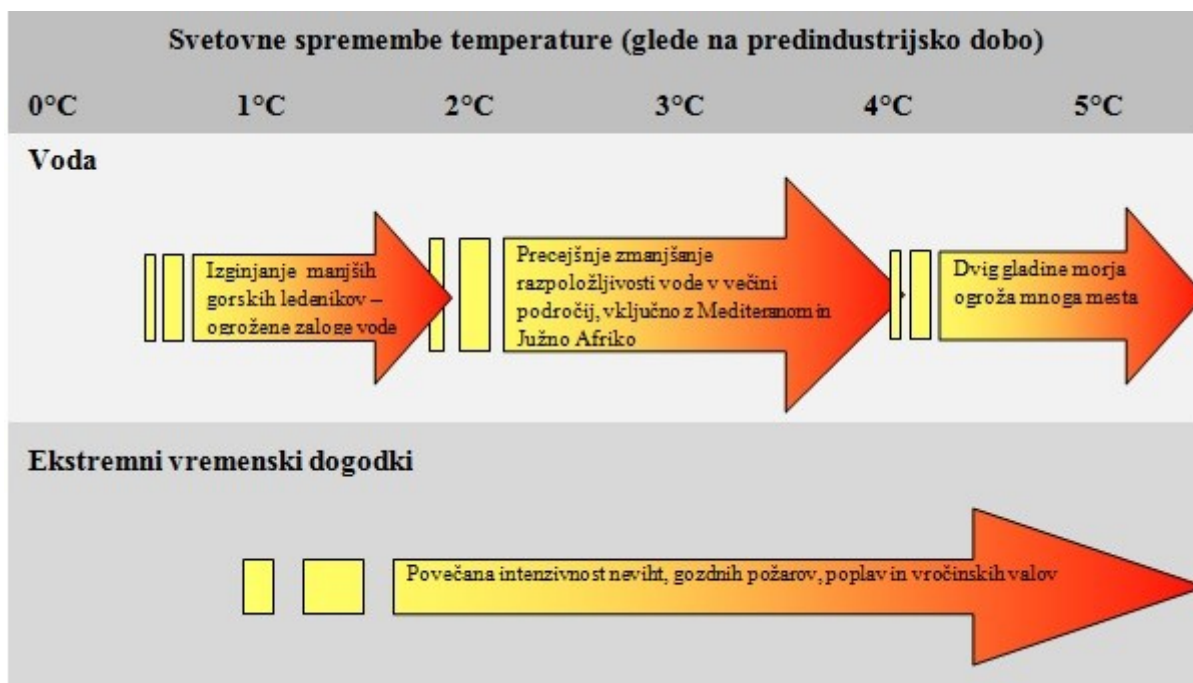 Svetovne spremembe temperature (glede na predindustrijsko dobo)
0°C 1°C 2°C 3°C 4°C 5°C
Voda
Izginjanje manjših
gorskih ledenikov –
ogrožene zaloge vode
Precejšnje zmanjšanje
razpoložljivosti vode v večini
področij, vključno z Mediteranom in
Južno Afriko
Dvig gladine morja
ogroža mnoga mesta
Ekstremni vremenski dogodki
Povečana intenzivnost neviht, gozdnih požarov, poplav in vročinskih valov